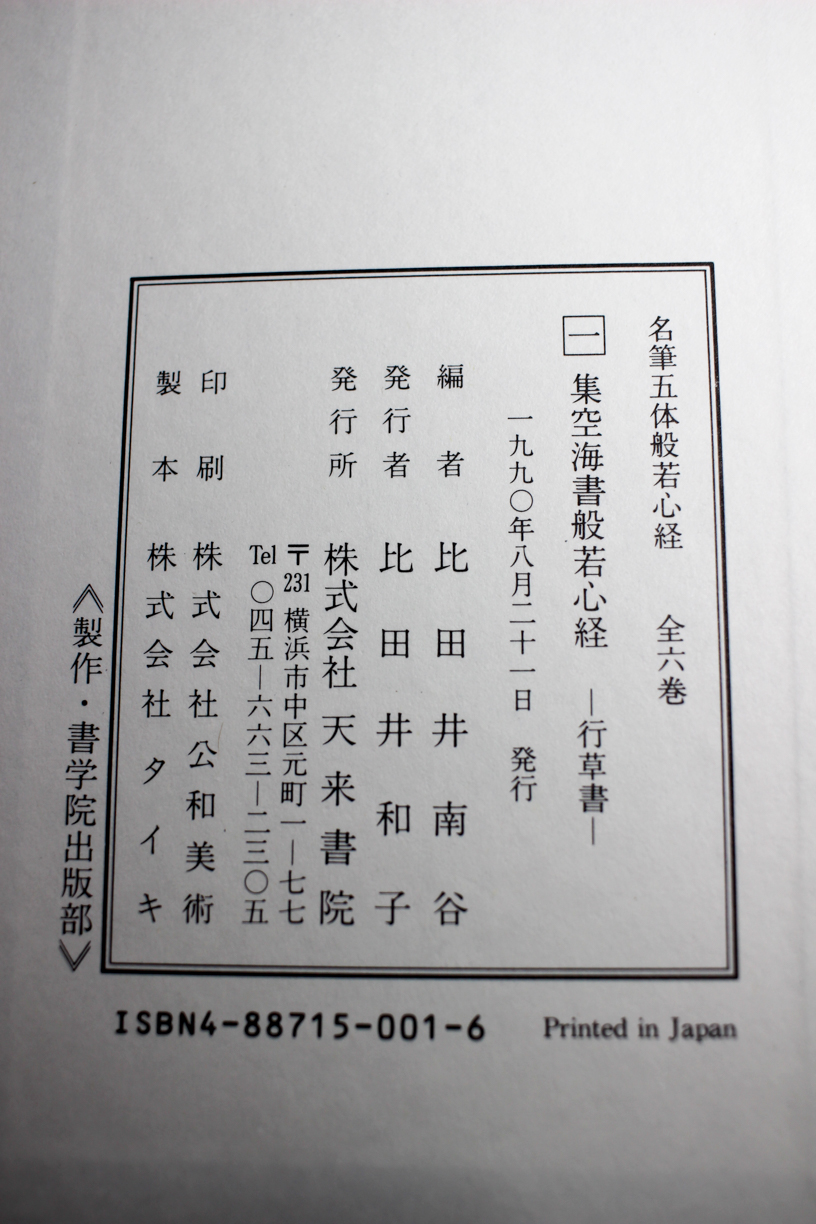 名筆五体般若心経　全六巻
一 集空海書般若心経 ―行草書―
一九九〇年八月二十一日　発行
編者　比田井南谷
発行者　比田井和子
発行所　株式会社 天来書院
〒231 横浜市中区元町一―七七
Tel 〇四五―六六三―二三〇五
印刷　株式会社 公和美術
製本　株式会社 タイキ
《製作・書学院出版部》
ISBN4-88715-001-6　Printed in Japan